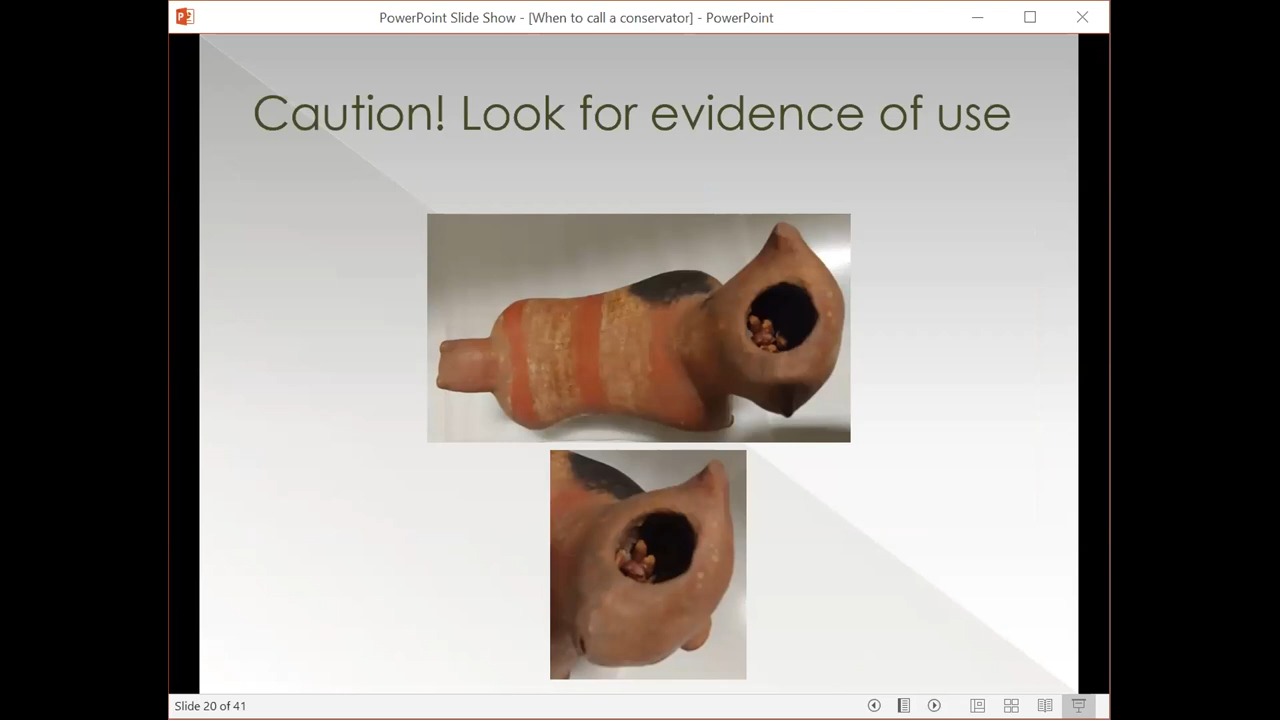 PowerPoint Slide Show - [When to call a conservator] - PowerPoint
Caution! Look for evidence of use
Slide 20 of 41